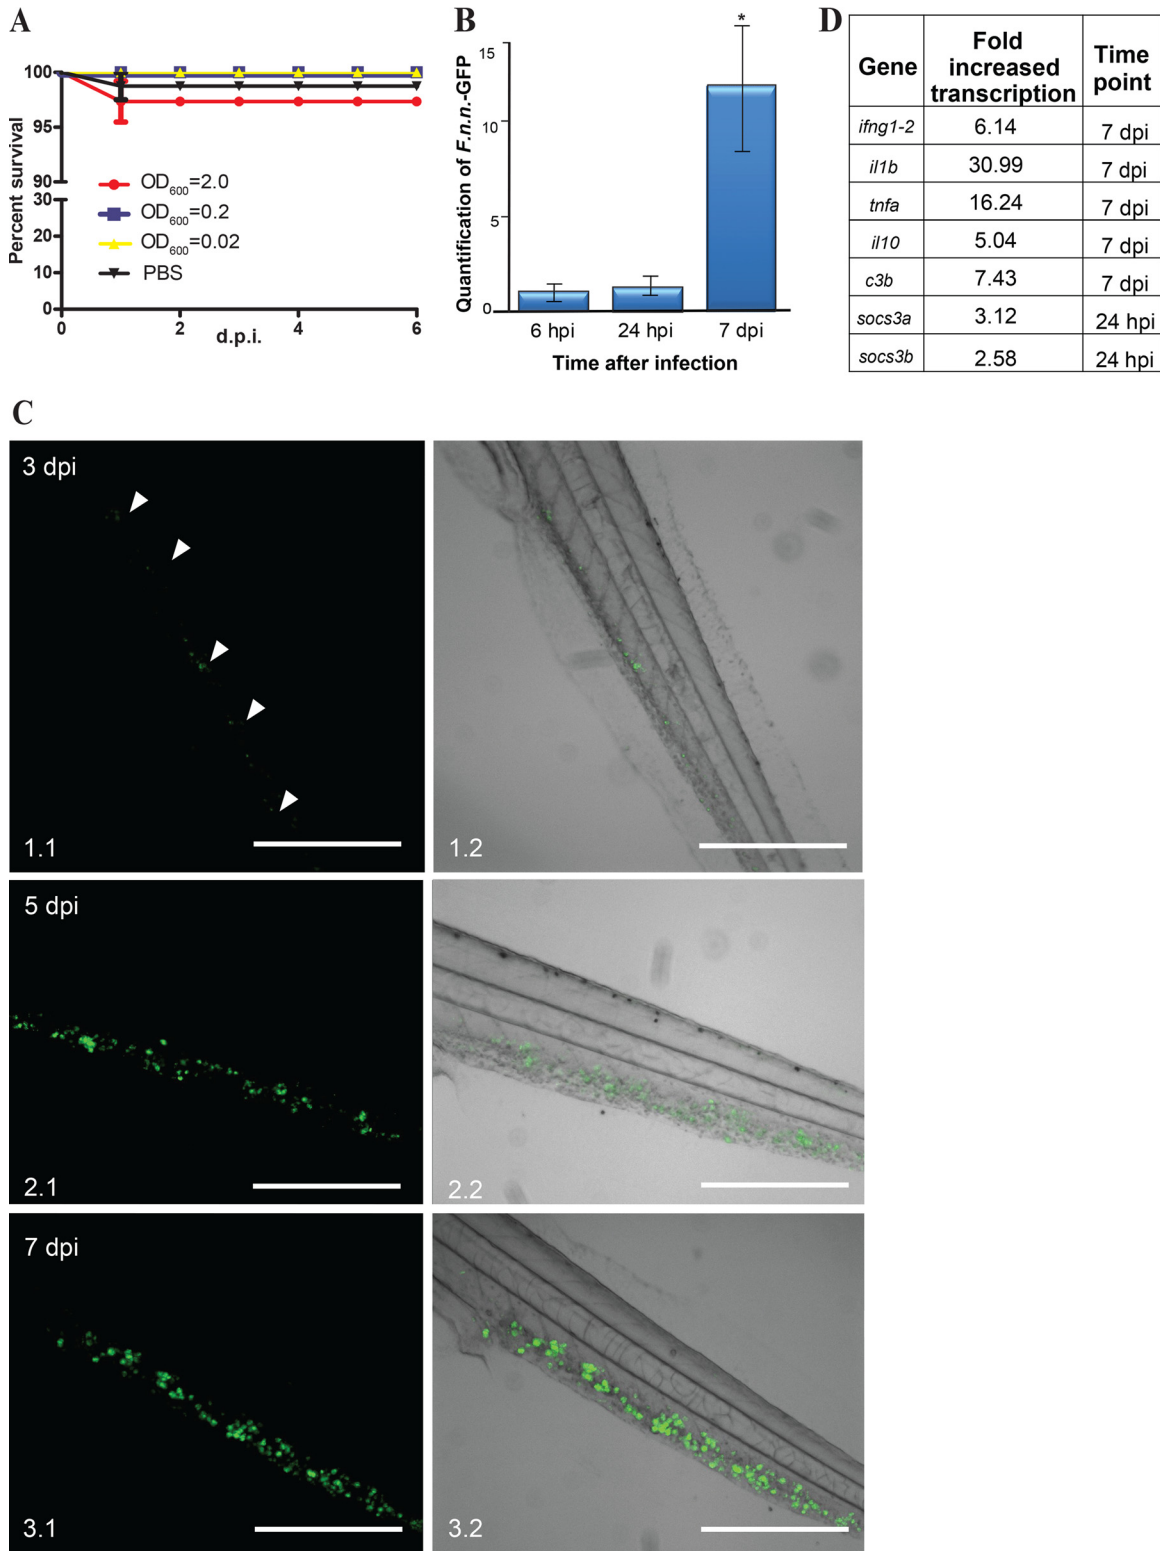 A
100
95
90
30
20
10
0
Percent survival
OD600=2.0
OD600=0.2
OD600=0.02
PBS
0 2 4 6
d.p.i.
B
*
15
10
5
0
Quantification of F.n.n.-GFP
6 hpi 24 hpi 7 dpi
Time after infection
D
Gene Fold increased transcription Time point
ifng1-2 6.14 7 dpi
il1b 30.99 7 dpi
tnfa 16.24 7 dpi
il10 5.04 7 dpi
c3b 7.43 7 dpi
socs3a 3.12 24 hpi
socs3b 2.58 24 hpi
C
3 dpi
1.1 1.2
5 dpi
2.1 2.2
7 dpi
3.1 3.2